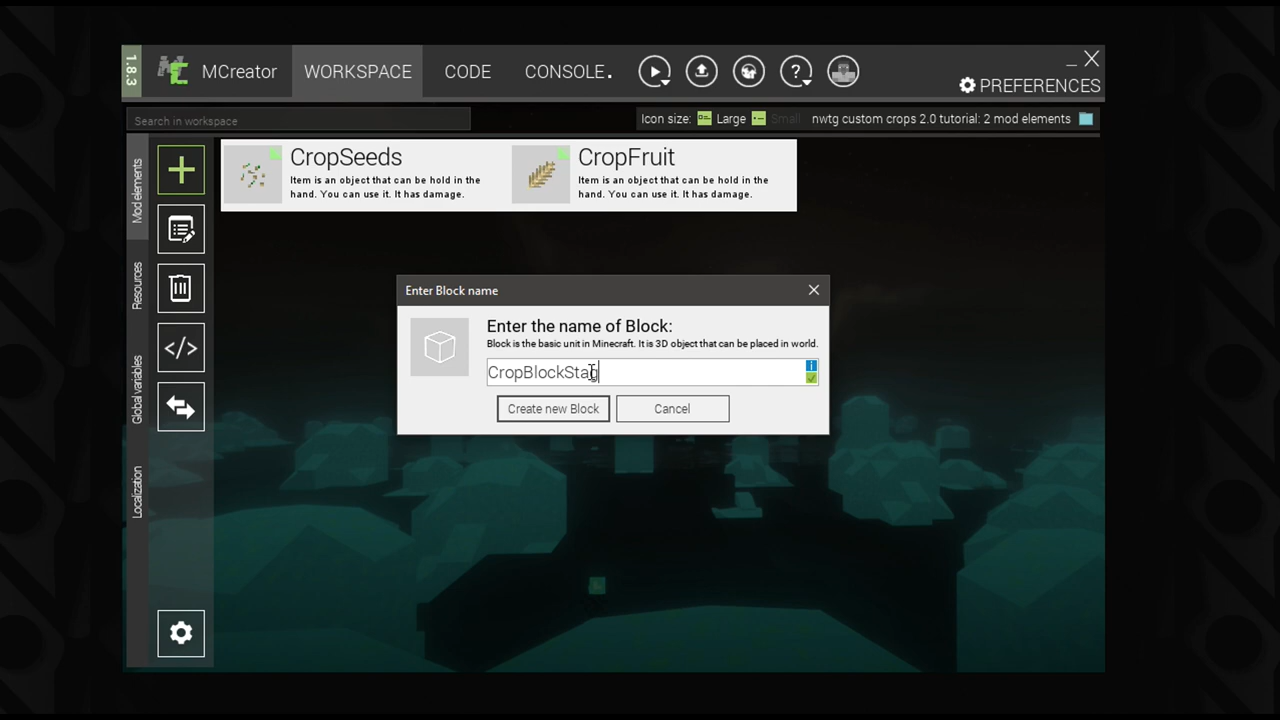 1.8.3
MCreator
WORKSPACE
CODE
CONSOLE.
PREFERENCES
Search in workspace
Icon size:
Large
Small
nwtg custom crops 2.0 tutorial: 2 mod elements
Mod elements
Resources
Global variables
Localization
CropSeeds
Item is an object that can be hold in the
hand. You can use it. It has damage.
CropFruit
Item is an object that can be hold in the
hand. You can use it. It has damage.
Enter Block name
Enter the name of Block:
Block is the basic unit in Minecraft. It is 3D object that can be placed in world.
CropBlockStag
Create new Block
Cancel